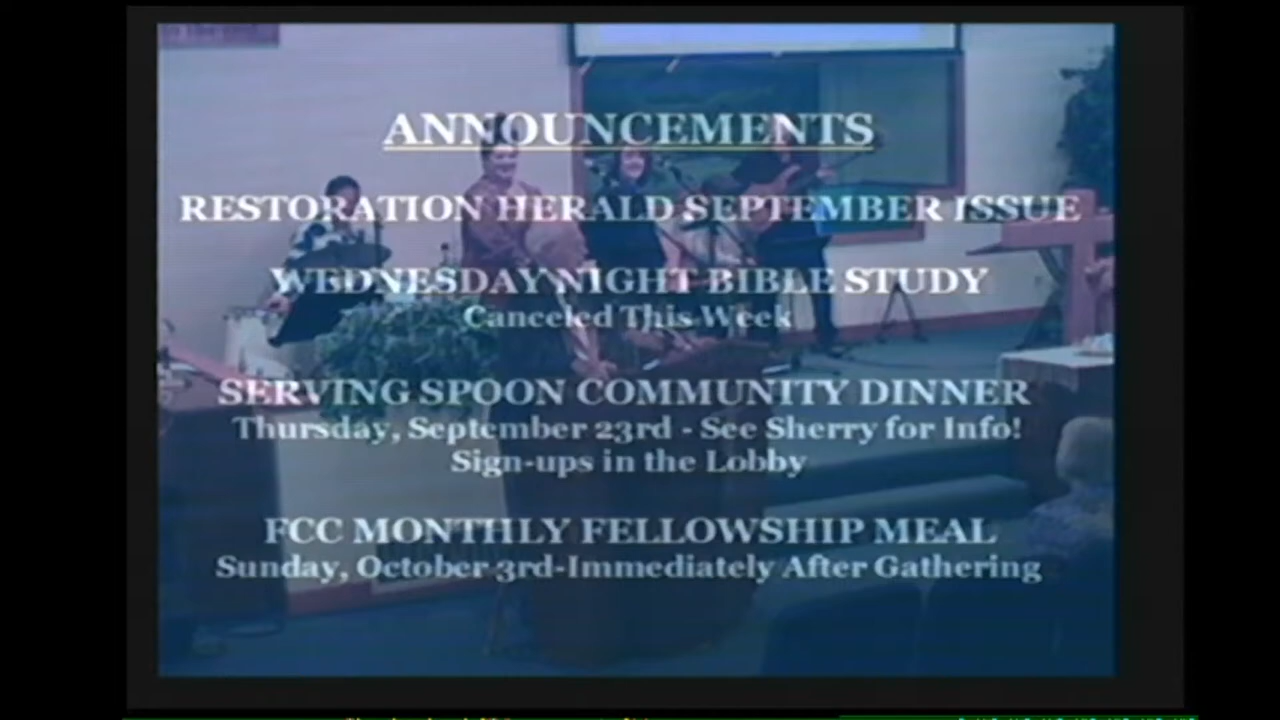 ANNOUNCEMENTS
RESTORATION HERALD SEPTEMBER ISSUE
WEDNESDAY NIGHT BIBLE STUDY
Canceled This Week
SERVING SPOON COMMUNITY DINNER
Thursday, September 23rd - See Sherry for Info!
Sign-ups in the Lobby
FCC MONTHLY FELLOWSHIP MEAL
Sunday, October 3rd-Immediately After Gathering